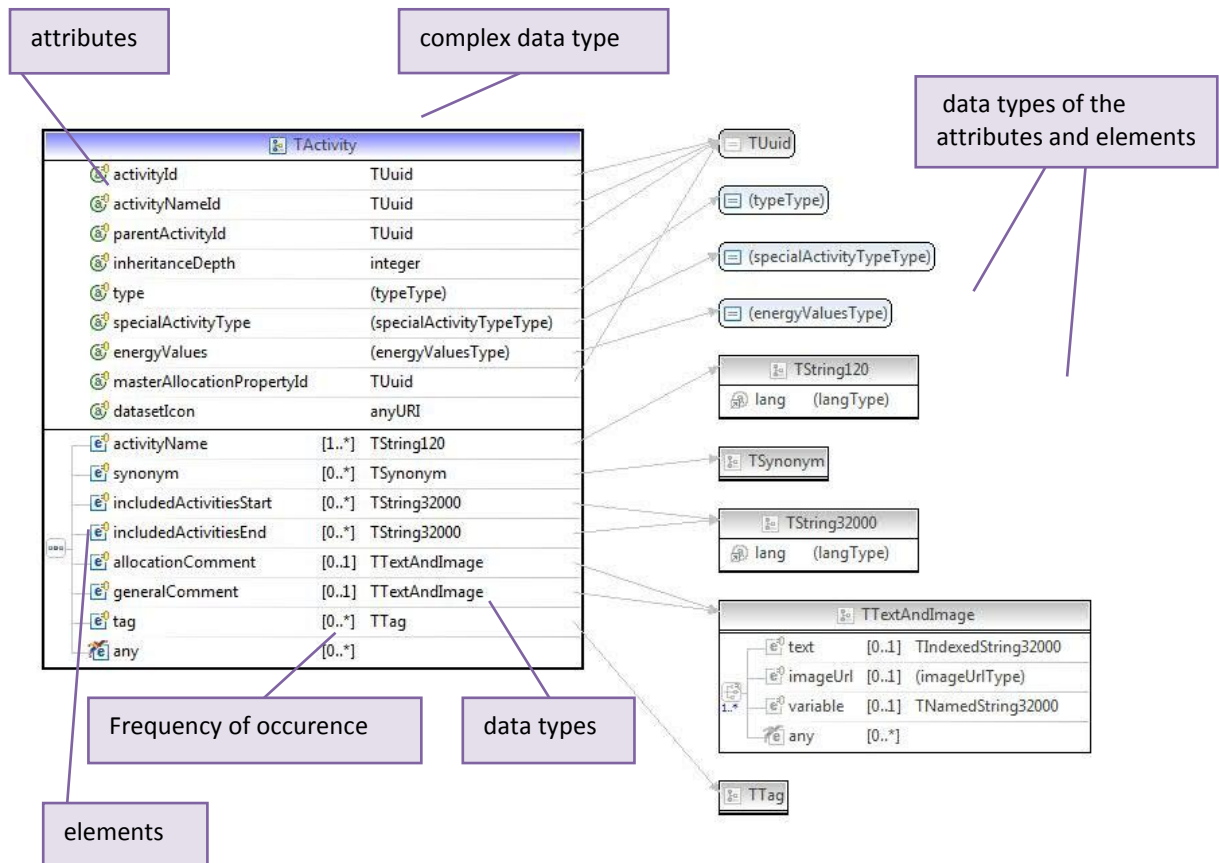 attributes
complex data type
data types of the
attributes and elements
TActivity
activityId TUuid
activityNameId TUuid
parentActivityId TUuid
inheritanceDepth integer
type (typeType)
specialActivityType (specialActivityTypeType)
energyValues (energyValuesType)
masterAllocationPropertyId TUuid
datasetIcon anyURI
activityName [1..*] TString120
synonym [0..*] TSynonym
includedActivitiesStart [0..*] TString32000
includedActivitiesEnd [0..*] TString32000
allocationComment [0..1] TTextAndImage
generalComment [0..1] TTextAndImage
tag [0..*] TTag
any [0..*]
TUuid
(typeType)
(specialActivityTypeType)
(energyValuesType)
TString120
lang (langType)
TSynonym
TString32000
lang (langType)
TTextAndImage
text [0..1] TIndexedString32000
imageUrl [0..1] (imageUrlType)
1..*
variable [0..1] TNamedString32000
any [0..*]
TTag
Frequency of occurence
data types
elements